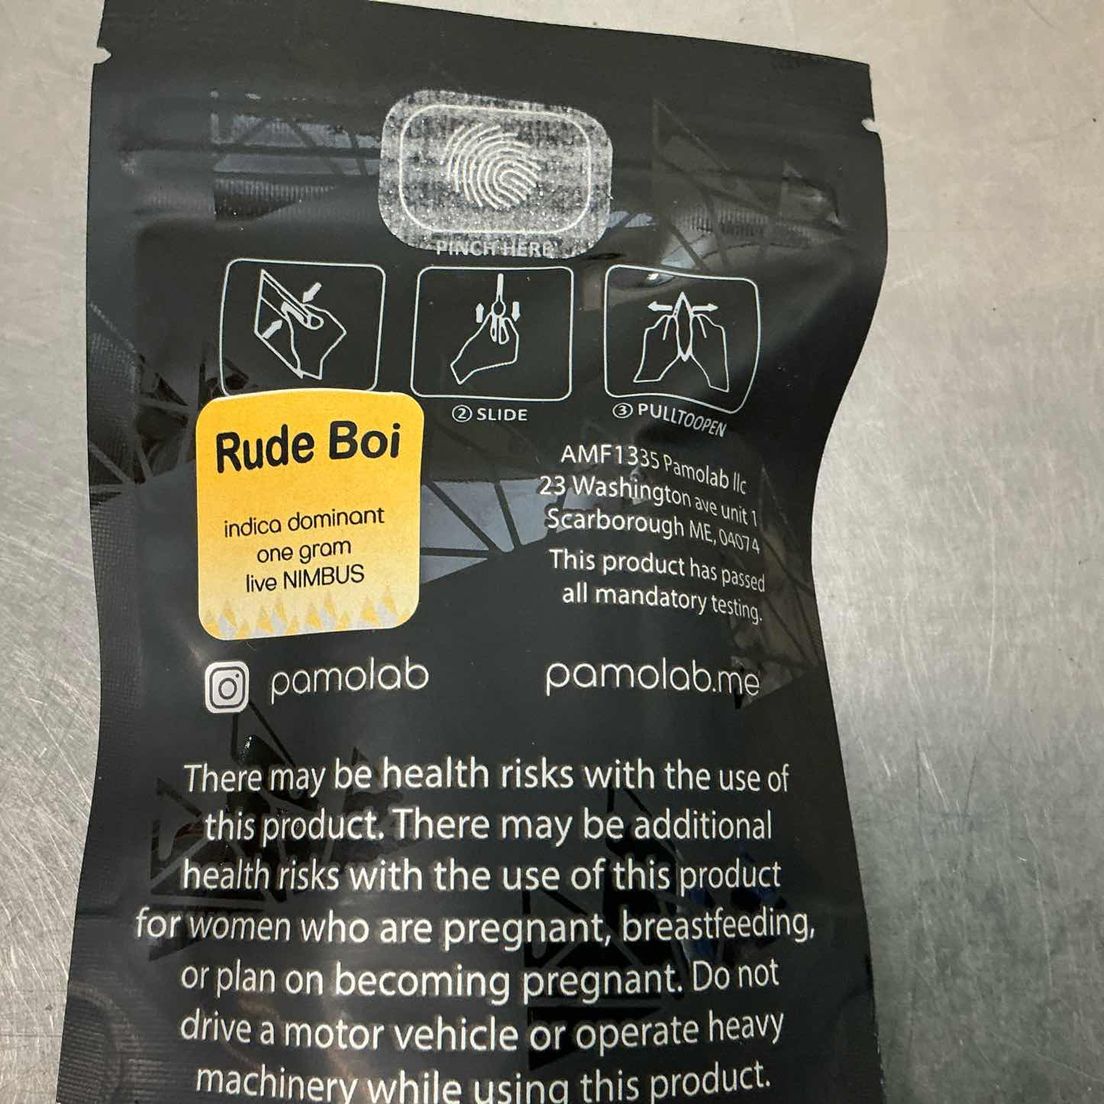 PINCH HERE
② SLIDE
③ PULLTOOPEN
Rude Boi
indica dominant
one gram
live NIMBUS
AMF1335 Pamolab llc
23 Washington ave unit 1
Scarborough ME, 04074
This product has passed
all mandatory testing.
pamolab
pamolab.me
There may be health risks with the use of
this product. There may be additional
health risks with the use of this product
for women who are pregnant, breastfeeding,
or plan on becoming pregnant. Do not
drive a motor vehicle or operate heavy
machinery while using this product.